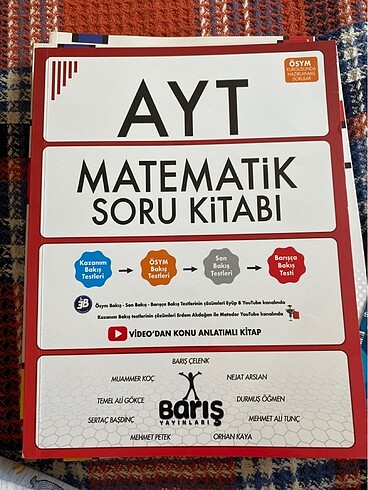 AYT
ÖSYM
KURGUSUNDA
HAZIRLANMIŞ
SORULAR
MATEMATİK
SORU KİTABI
Kazanım
Bakış
Testleri
ÖSYM
Bakış
Testleri
Son
Bakış
Testleri
Barışça
Bakış
Testi
Ösym Bakış - Son Bakış - Barışça Bakış Testlerinin çözümleri Eyüp B YouTube kanalında
Kazanım Bakış testlerinin çözümleri Erdem Akdoğan ile Matador YouTube kanalında
VİDEO'DAN KONU ANLATIMLI KİTAP
BARIŞ ÇELENK
MUAMMER KOÇ
NEJAT ARSLAN
TEMEL ALİ GÖKÇE
DURMUŞ ÖĞMEN
SERTAÇ BAŞDİNÇ
MEHMET ALİ TUNÇ
MEHMET PETEK
ORHAN KAYA
BARIŞ
YAYINLARI